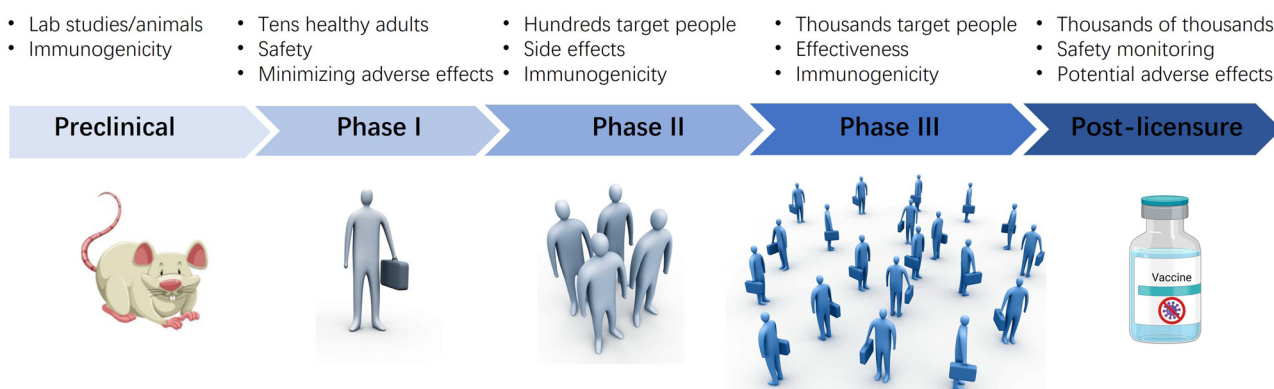 • Lab studies/animals
• Immunogenicity
• Tens healthy adults
• Safety
• Minimizing adverse effects
• Hundreds target people
• Side effects
• Immunogenicity
• Thousands target people
• Effectiveness
• Immunogenicity
• Thousands of thousands
• Safety monitoring
• Potential adverse effects
Preclinical
Phase I
Phase II
Phase III
Post-licensure
Vaccine